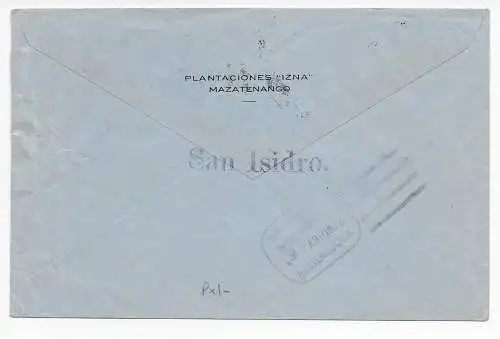 PLANTACIONES "IZNA"
MAZATENANGO
San Isidro.
Px1-